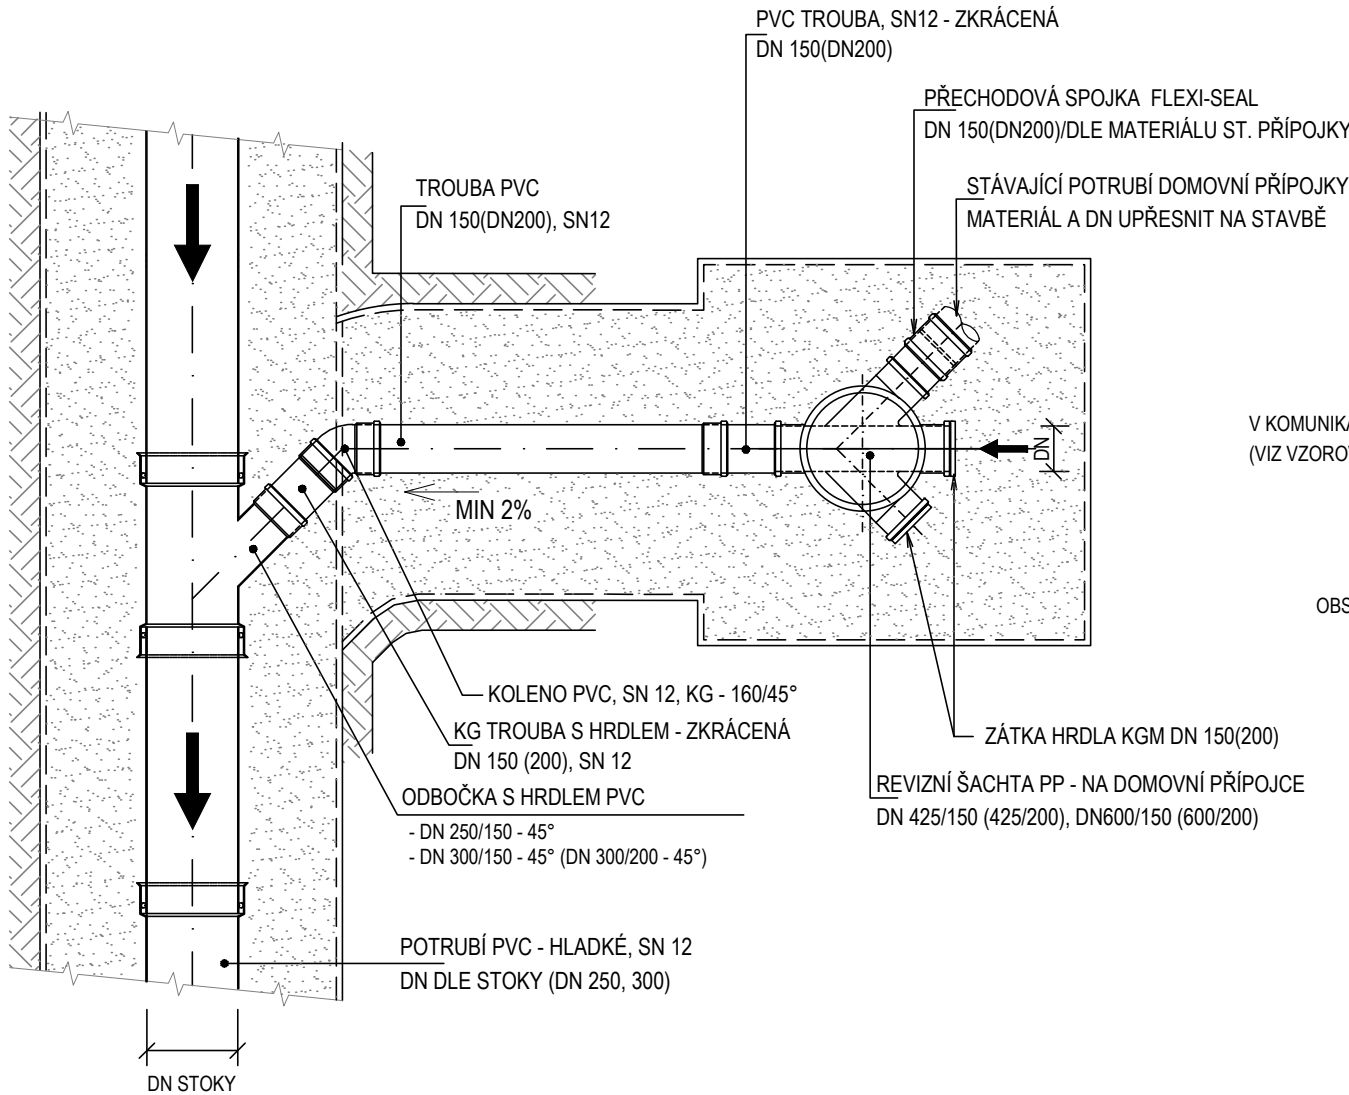 PVC TROUBA, SN12 - ZKRÁCENÁ
DN 150(DN200)
PŘECHODOVÁ SPOJKA FLEXI-SEAL
DN 150(DN200)/DLE MATERIÁLU ST. PŘÍPOJKY
TROUBA PVC
DN 150(DN200), SN12
STÁVAJÍCÍ POTRUBÍ DOMOVNÍ PŘÍPOJKY
MATERIÁL A DN UPŘESNIT NA STAVBĚ
V KOMUNIKA
(VIZ VZOROV
DN
MIN 2%
OBS
KOLENO PVC, SN 12, KG - 160/45°
KG TROUBA S HRDLEM - ZKRÁCENÁ
DN 150 (200), SN 12
ZÁTKA HRDLA KGM DN 150(200)
REVIZNÍ ŠACHTA PP - NA DOMOVNÍ PŘÍPOJCE
DN 425/150 (425/200), DN600/150 (600/200)
ODBOČKA S HRDLEM PVC
- DN 250/150 - 45°
- DN 300/150 - 45° (DN 300/200 - 45°)
POTRUBÍ PVC - HLADKÉ, SN 12
DN DLE STOKY (DN 250, 300)
DN STOKY